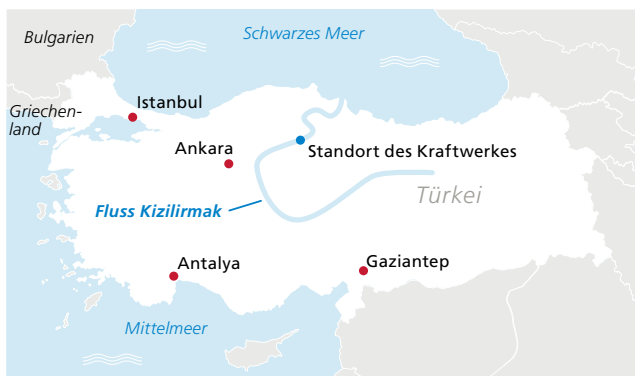 Bulgarien
Schwarzes Meer
Istanbul
Griechen-
land
Ankara
Standort des Kraftwerkes
Türkei
Fluss Kizilirmak
Antalya
Gaziantep
Mittelmeer